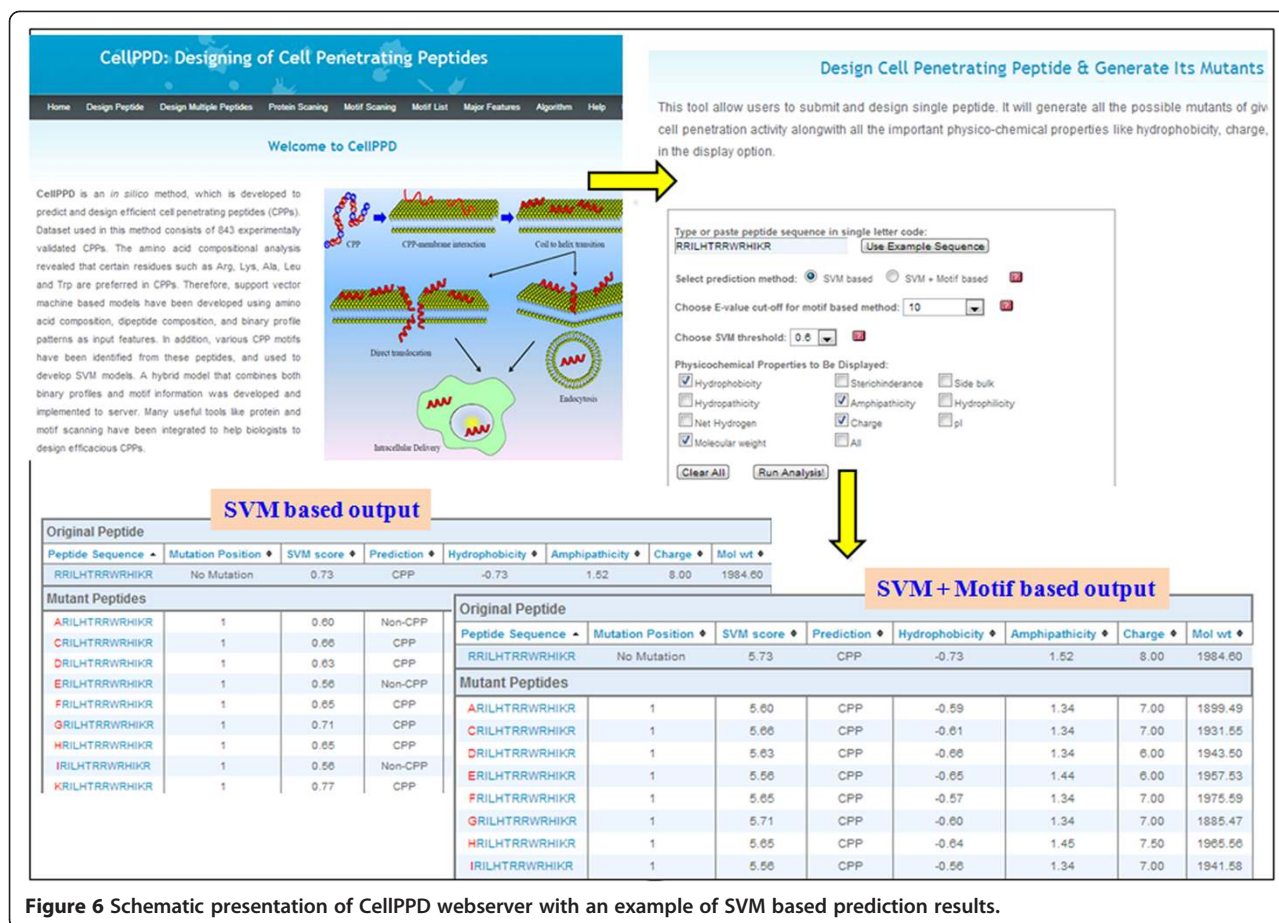 CellPPD: Designing of Cell Penetrating Peptides
Home Design Peptide Design Multiple Peptides Protein Scaning Motif Scaning Motif List Major Features Algorithm Help
Welcome to CellPPD
CellPPD is an in silico method, which is developed to
predict and design efficient cell penetrating peptides (CPPs).
Dataset used in this method consists of 843 experimentally
validated CPPs. The amino acid compositional analysis
revealed that certain residues such as Arg, Lys, Ala, Leu
and Trp are preferred in CPPs. Therefore, support vector
machine based models have been developed using amino
acid composition, dipeptide composition, and binary profile
patterns as input features. In addition, various CPP motifs
have been identified from these peptides, and used to
develop SVM models. A hybrid model that combines both
binary profiles and motif information was developed and
implemented to server. Many useful tools like protein and
motif scanning have been integrated to help biologists to
design efficacious CPPs.
CPP CPP-membrane interaction Coil to helix transition
Direct translocation
Endocytosis
Intracellular Delivery
Design Cell Penetrating Peptide & Generate Its Mutants
This tool allow users to submit and design single peptide. It will generate all the possible mutants of giv
cell penetration activity alongwith all the important physico-chemical properties like hydrophobicity, charge,
in the display option.
Type or paste peptide sequence in single letter code:
RRILHTRRWRHIKR Use Example Sequence
Select prediction method: SVM based SVM + Motif based ?
Choose E-value cut-off for motif based method: 10 ?
Choose SVM threshold: 0.6 ?
Physicochemical Properties to Be Displayed:
Hydrophobicity Sterichinderance Side bulk
Hydropathicity Amphipathicity Hydrophilicity
Net Hydrogen Charge pI
Molecular weight All
Clear All Run Analysis!
SVM based output
Original Peptide
Peptide Sequence Mutation Position SVM score Prediction Hydrophobicity Amphipathicity Charge Mol wt
RRILHTRRWRHIKR No Mutation 0.73 CPP -0.73 1.52 8.00 1984.60
Mutant Peptides
ARILHTRRWRHIKR 1 0.60 Non-CPP
CRILHTRRWRHIKR 1 0.66 CPP
DRILHTRRWRHIKR 1 0.63 CPP
ERILHTRRWRHIKR 1 0.56 Non-CPP
FRILHTRRWRHIKR 1 0.65 CPP
GRILHTRRWRHIKR 1 0.71 CPP
HRILHTRRWRHIKR 1 0.65 CPP
IRILHTRRWRHIKR 1 0.56 Non-CPP
KRILHTRRWRHIKR 1 0.77 CPP
SVM + Motif based output
Original Peptide
Peptide Sequence Mutation Position SVM score Prediction Hydrophobicity Amphipathicity Charge Mol wt
RRILHTRRWRHIKR No Mutation 5.73 CPP -0.73 1.52 8.00 1984.60
Mutant Peptides
ARILHTRRWRHIKR 1 5.60 CPP -0.59 1.34 7.00 1899.49
CRILHTRRWRHIKR 1 5.66 CPP -0.61 1.34 7.00 1931.55
DRILHTRRWRHIKR 1 5.63 CPP -0.66 1.34 6.00 1943.50
ERILHTRRWRHIKR 1 5.56 CPP -0.65 1.44 6.00 1957.53
FRILHTRRWRHIKR 1 5.65 CPP -0.57 1.34 7.00 1975.59
GRILHTRRWRHIKR 1 5.71 CPP -0.60 1.34 7.00 1885.47
HRILHTRRWRHIKR 1 5.65 CPP -0.64 1.45 7.50 1965.56
IRILHTRRWRHIKR 1 5.56 CPP -0.56 1.34 7.00 1941.58
Figure 6 Schematic presentation of CellPPD webserver with an example of SVM based prediction results.